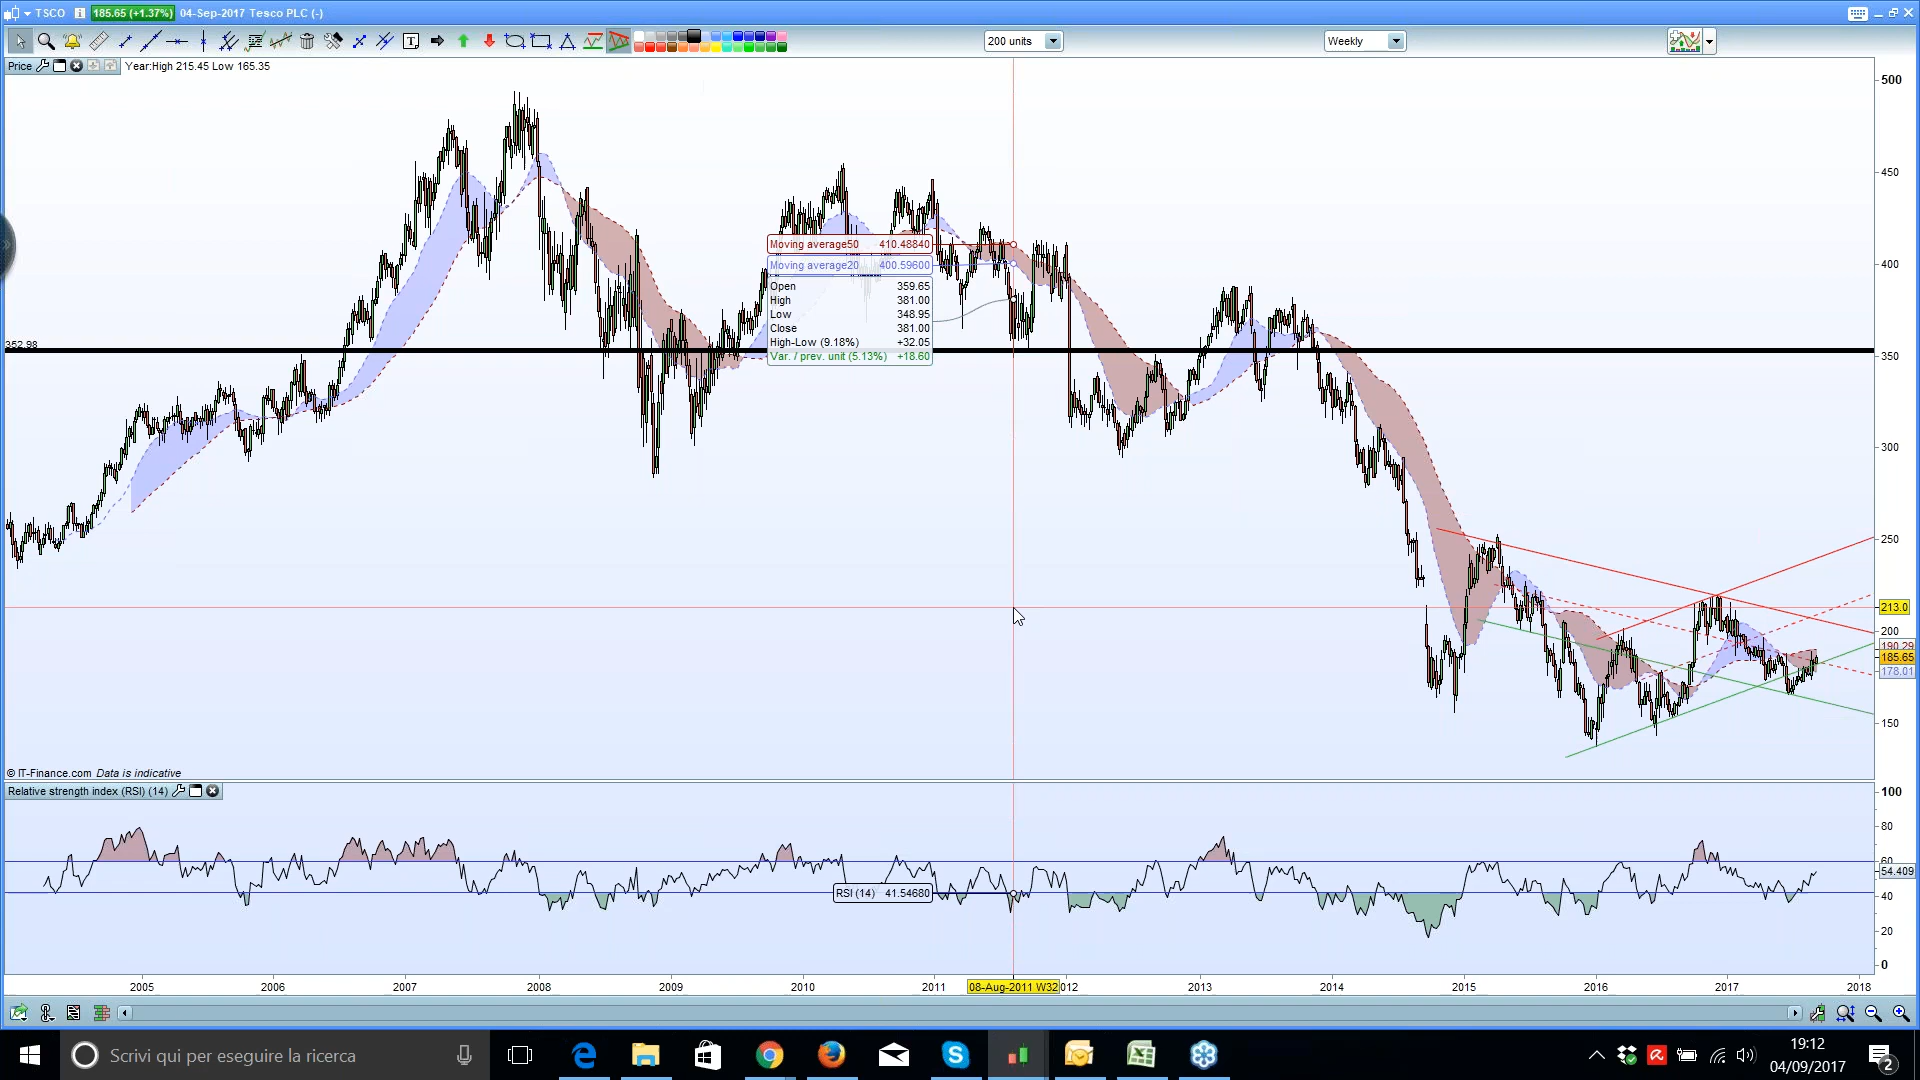 TSCO 185.65 (+1.37%) 04-Sep-2017 Tesco PLC (-)
200 units
Weekly
Price Year:High 215.45 Low 165.35
500
450
400
350
300
250
213.0
200
190.29
185.65
178.01
150
352.98
Moving average50 410.48840
Moving average20 400.59600
Open 359.65
High 381.00
Low 348.95
Close 381.00
High-Low (9.18%) +32.05
Var. / prev. unit (5.13%) +18.60
© IT-Finance.com Data is indicative
Relative strength index (RSI) (14)
100
80
60
54.409
40
20
0
RSI (14) 41.54680
2005 2006 2007 2008 2009 2010 2011 08-Aug-2011 W32 012 2013 2014 2015 2016 2017 2018
Scrivi qui per eseguire la ricerca
19:12
04/09/2017
2